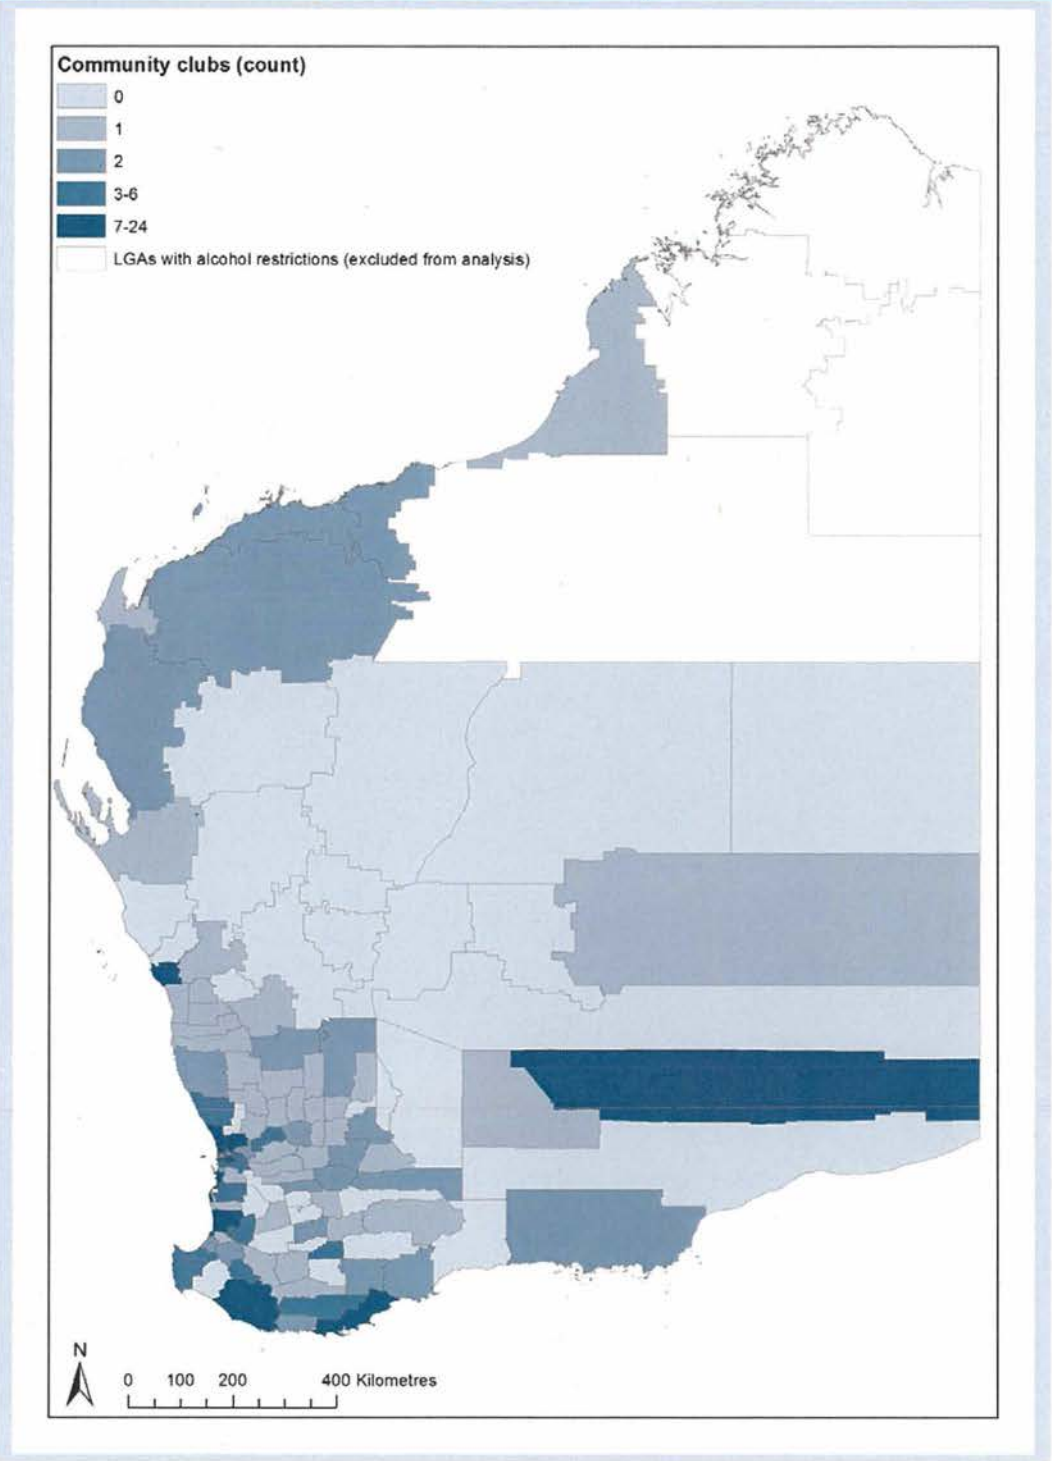 Community clubs (count)
0
1
2
3-6
7-24
LGAs with alcohol restrictions (excluded from analysis)
N
0 100 200 400 Kilometres